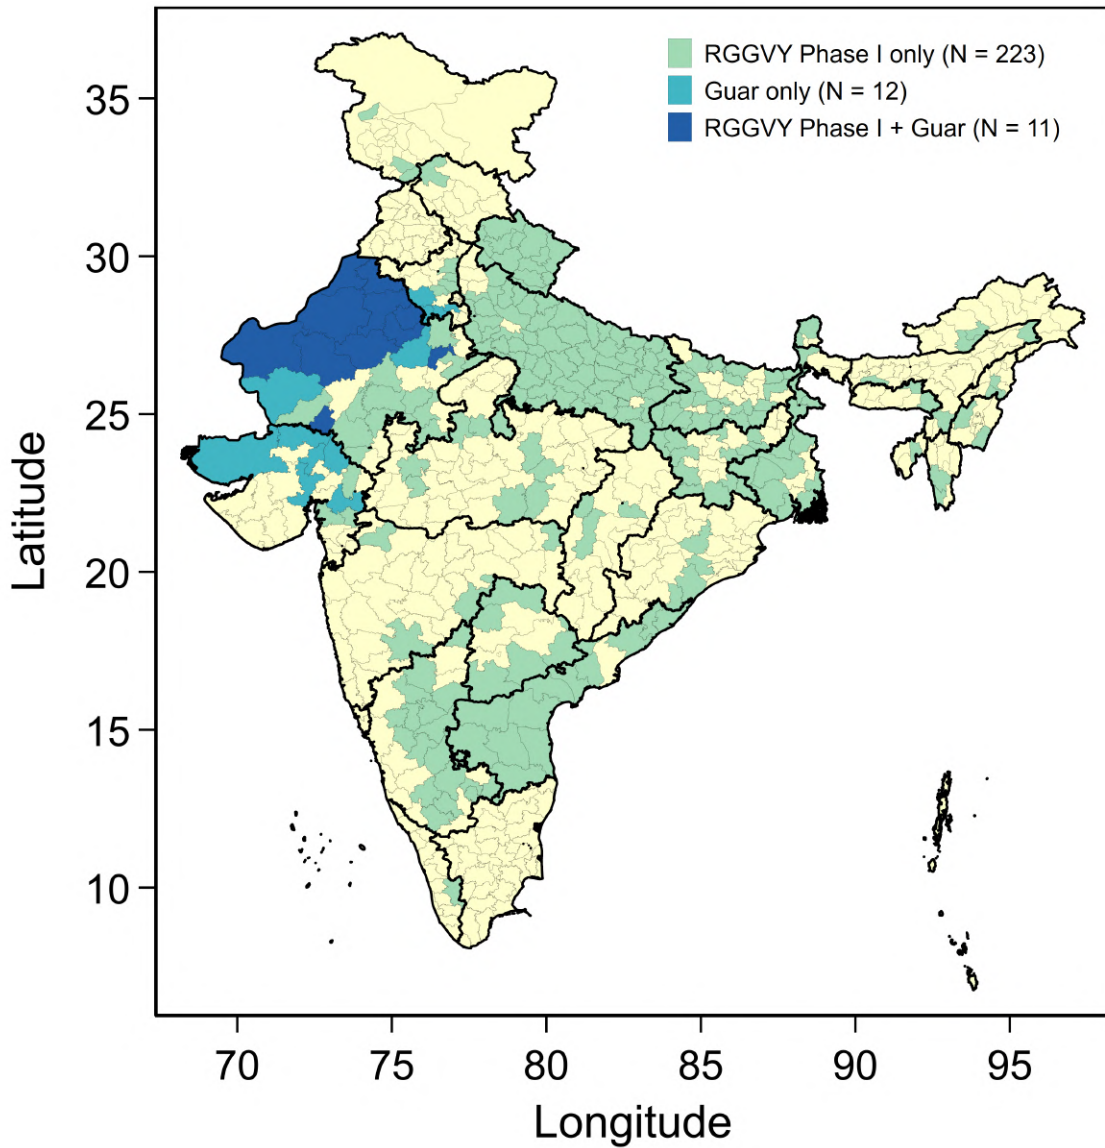 RGGVY Phase I only (N = 223)
Guar only (N = 12)
RGGVY Phase I + Guar (N = 11)
35
30
25
20
15
10
Latitude
70 75 80 85 90 95
Longitude